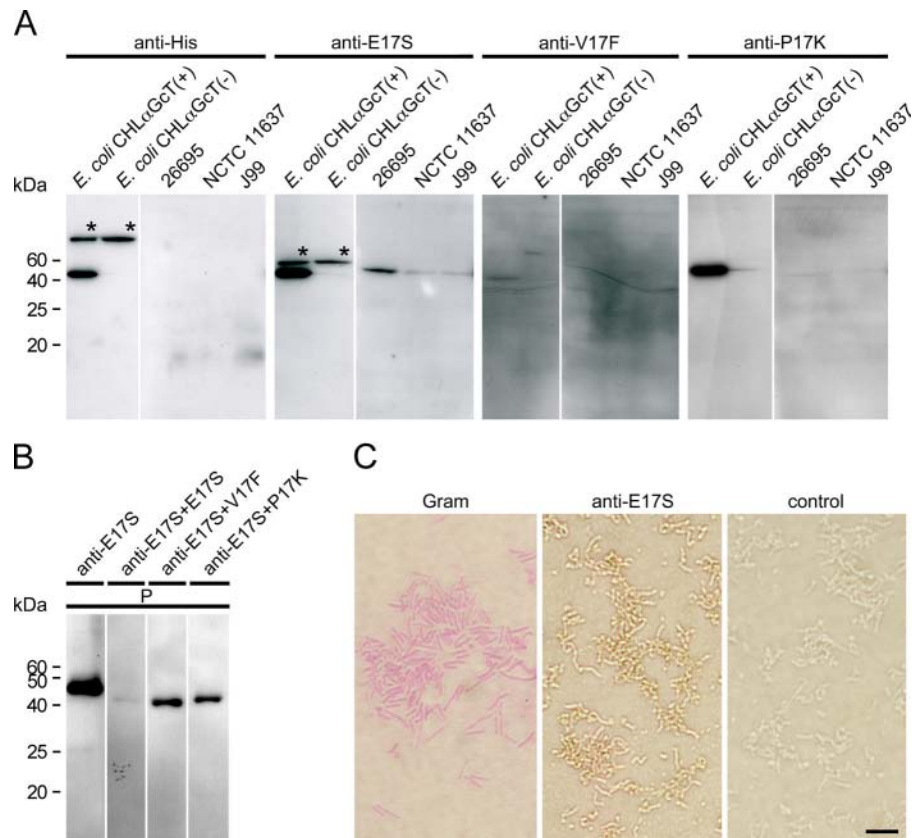 A
anti-His anti-E17S anti-V17F anti-P17K
E. coli CHLαGcT(+) E. coli CHLαGcT(-) 26695 NCTC 11637 J99 E. coli CHLαGcT(+) E. coli CHLαGcT(-) 26695 NCTC 11637 J99 E. coli CHLαGcT(+) E. coli CHLαGcT(-) 26695 NCTC 11637 J99 E. coli CHLαGcT(+) E. coli CHLαGcT(-) 26695 NCTC 11637 J99
kDa
* * * *
60
40
25
20
B
anti-E17S anti-E17S+E17S anti-E17S+V17F anti-E17S+P17K
P
kDa
60
50
40
25
20
C
Gram anti-E17S control